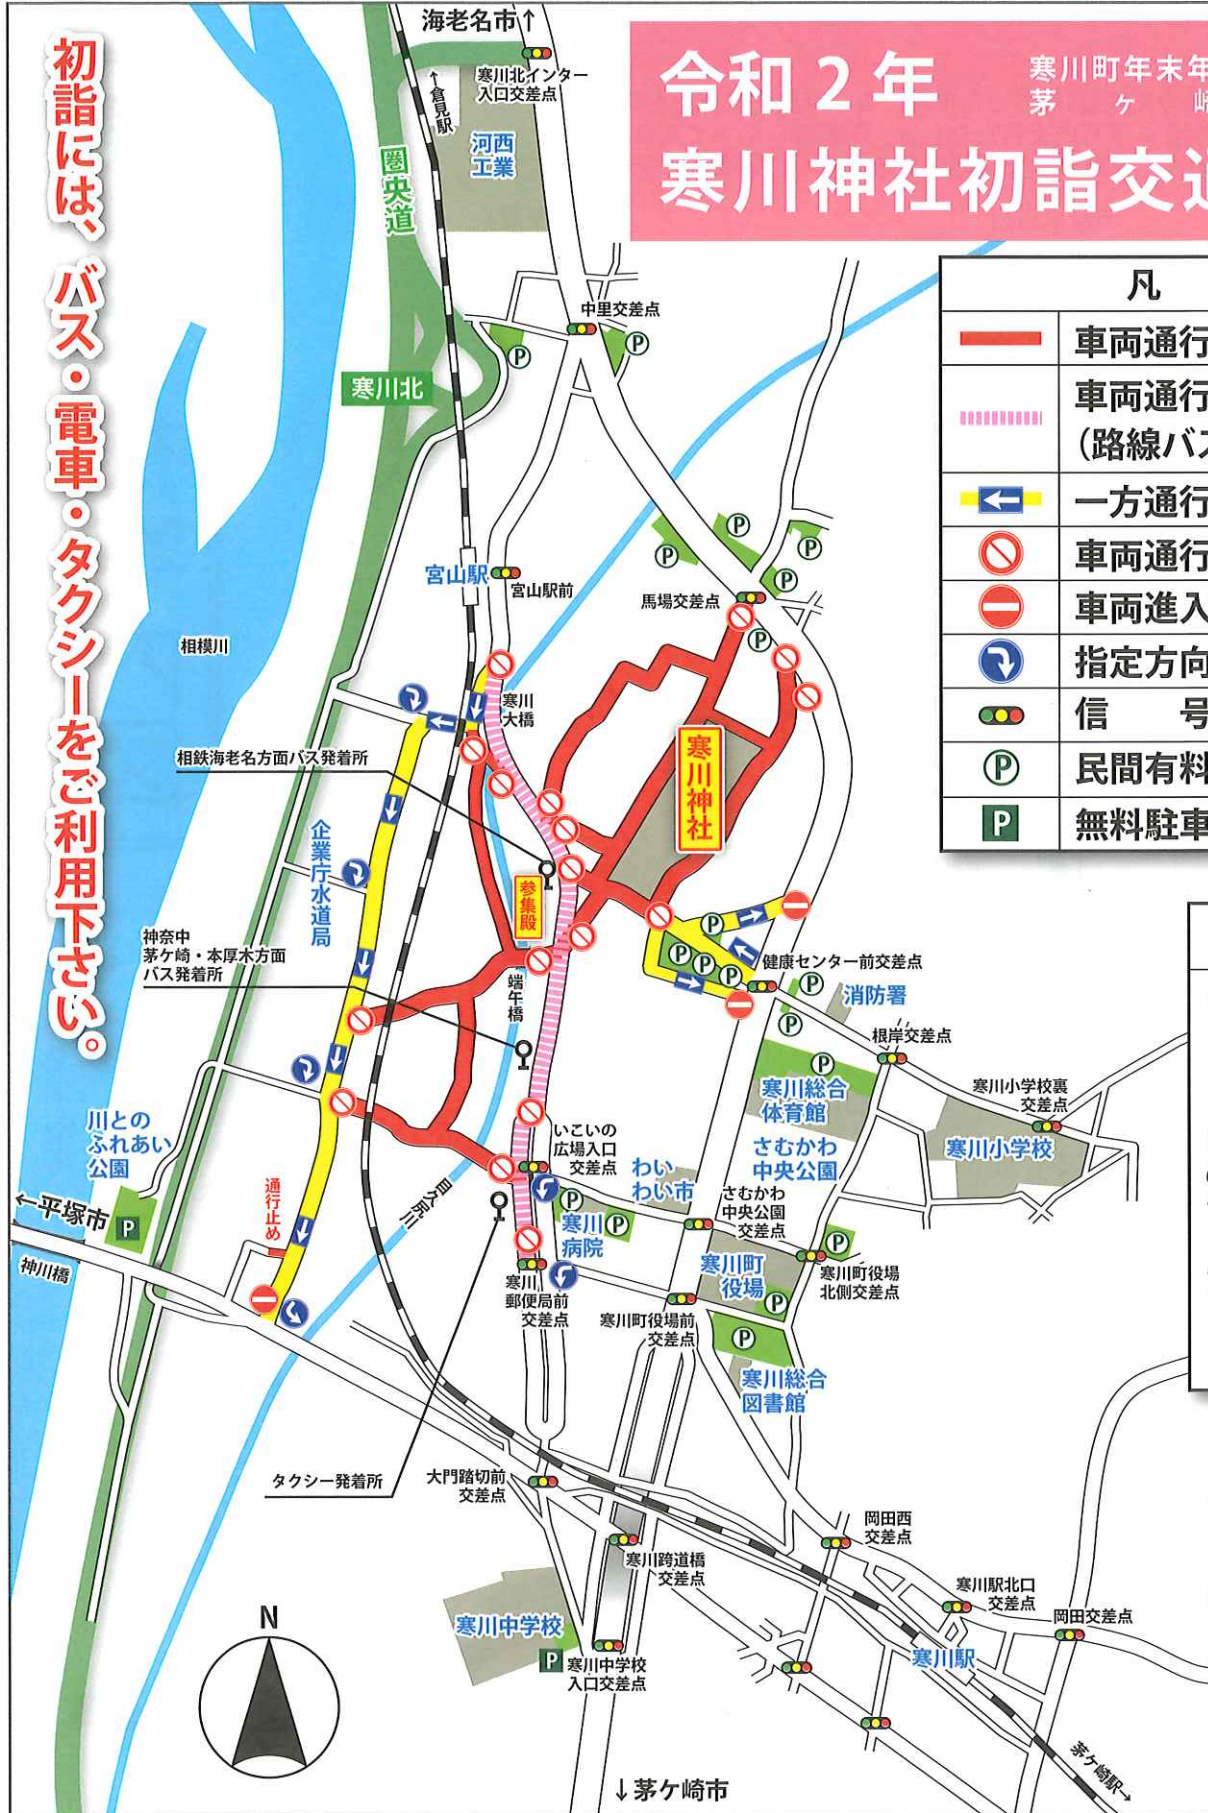 初詣には、バス・電車・タクシーをご利用下さい。
令和2年
寒川町年末年
茅ヶ崎
寒川神社初詣交通
凡
車両通行
車両通行
(路線バス
一方通行
車両通行
車両進入
指定方向
信号
民間有料
P
無料駐車
海老名市↑
寒川北インター
入口交差点
↑倉見駅
河西
工業
圏央道
中里交差点
P
P
寒川北
宮山駅
宮山駅前
馬場交差点
P
P
P
P
P
相模川
寒川
大橋
相鉄海老名方面バス発着所
寒川神社
企業庁水道局
参集殿
神奈中
茅ケ崎・本厚木方面
バス発着所
端午橋
P
P
P
P
健康センター前交差点
P
消防署
P
根岸交差点
P
寒川総合
体育館
寒川小学校裏
交差点
寒川小学校
川との
ふれあい
公園
P
いこいの
広場入口
交差点
わい
わい市
さむかわ
中央公園
さむかわ
中央公園
交差点
通行止め
目久尻川
←平塚市
神川橋
P
P
寒川
病院
寒川町
役場
P
P
寒川町役場
北側交差点
寒川
郵便局前
交差点
寒川町役場前
交差点
P
寒川総合
図書館
タクシー発着所
大門踏切前
交差点
寒川跨道橋
交差点
岡田西
交差点
寒川駅北口
交差点
岡田交差点
寒川駅
N
寒川中学校
P
寒川中学校
入口交差点
茅ケ崎駅→
↓茅ケ崎市